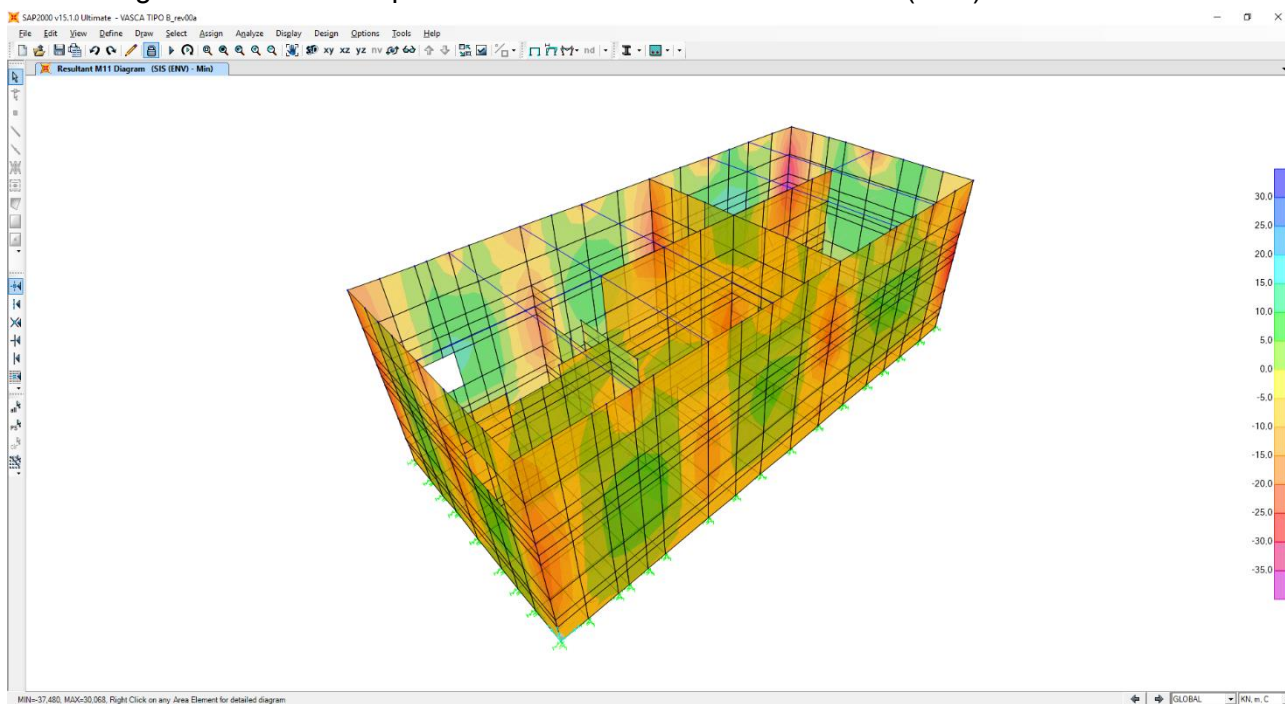 SAP2000 v15.1.0 Ultimate - VASCA TIPO B_rev00a
File Edit View Define Draw Select Assign Analyze Display Design Options Tools Help
xy xz yz nv nd
Resultant M11 Diagram (SIS (ENV) - Min)
30.0
25.0
20.0
15.0
10.0
5.0
0.0
-5.0
-10.0
-15.0
-20.0
-25.0
-30.0
-35.0
MIN=-37,480, MAX=30,068, Right Click on any Area Element for detailed diagram
GLOBAL
KN, m, C